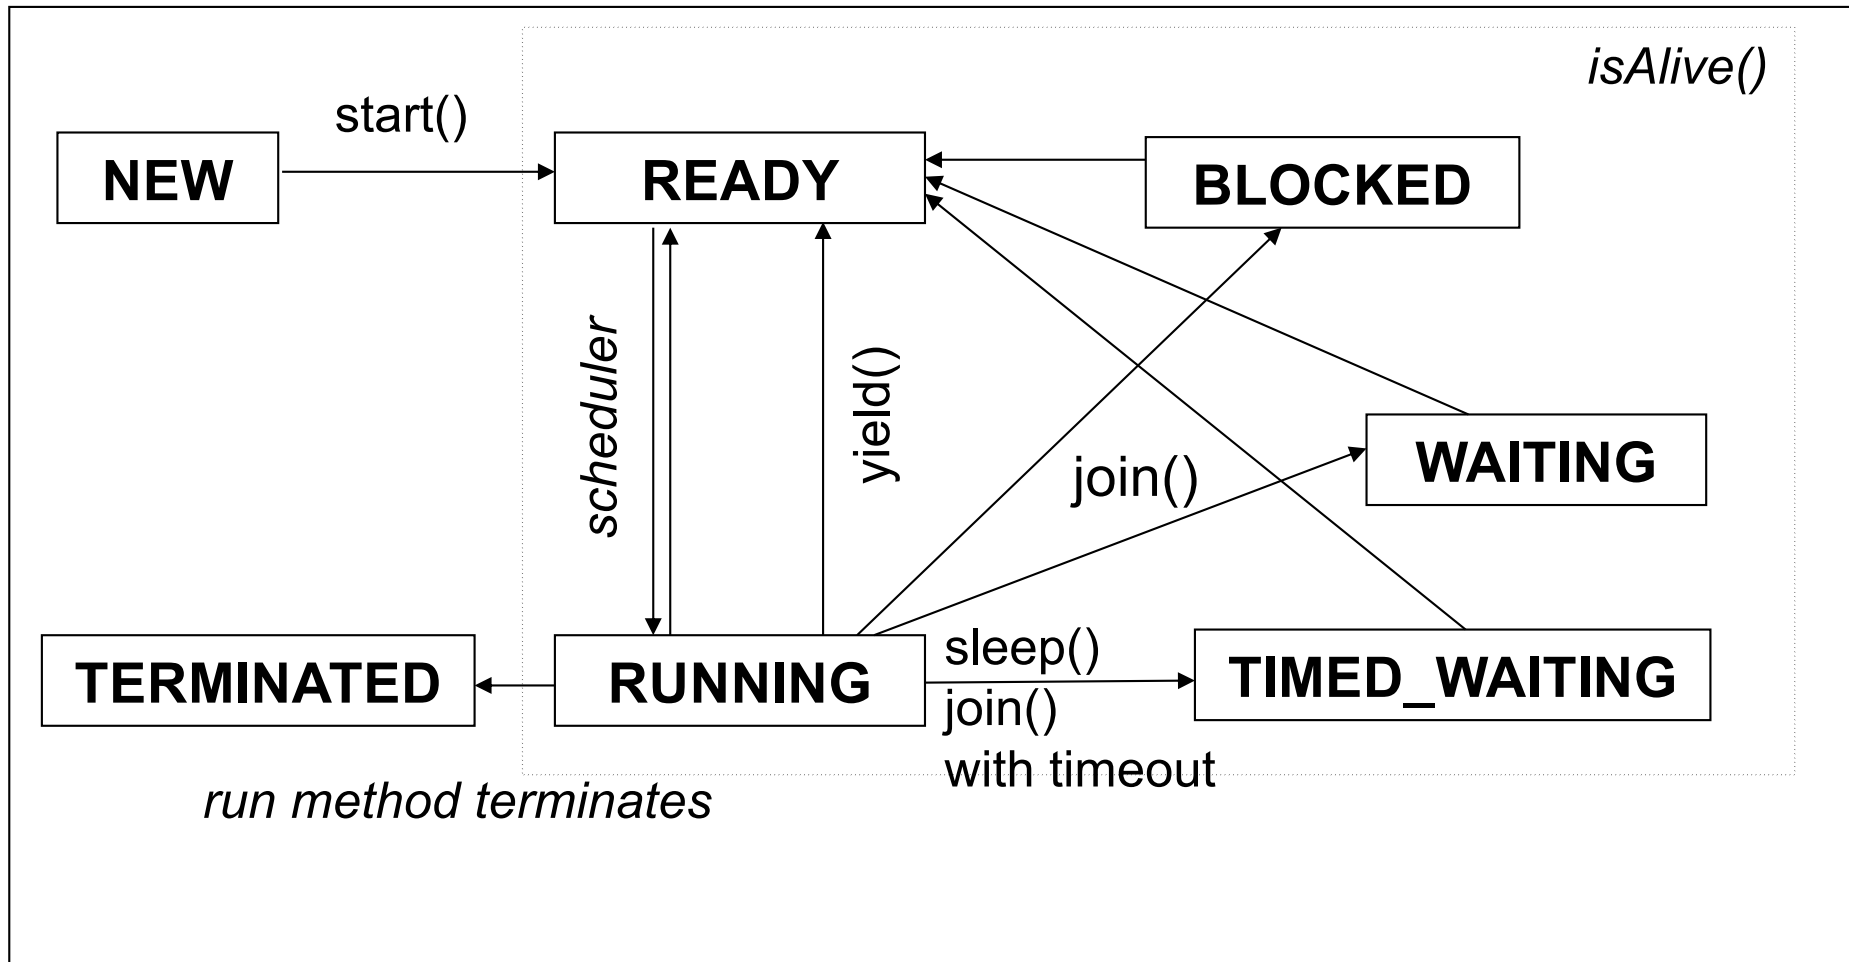 isAlive()
start()
NEW
READY
BLOCKED
scheduler
yield()
join()
WAITING
TERMINATED
RUNNING
sleep()
join()
with timeout
TIMED_WAITING
run method terminates